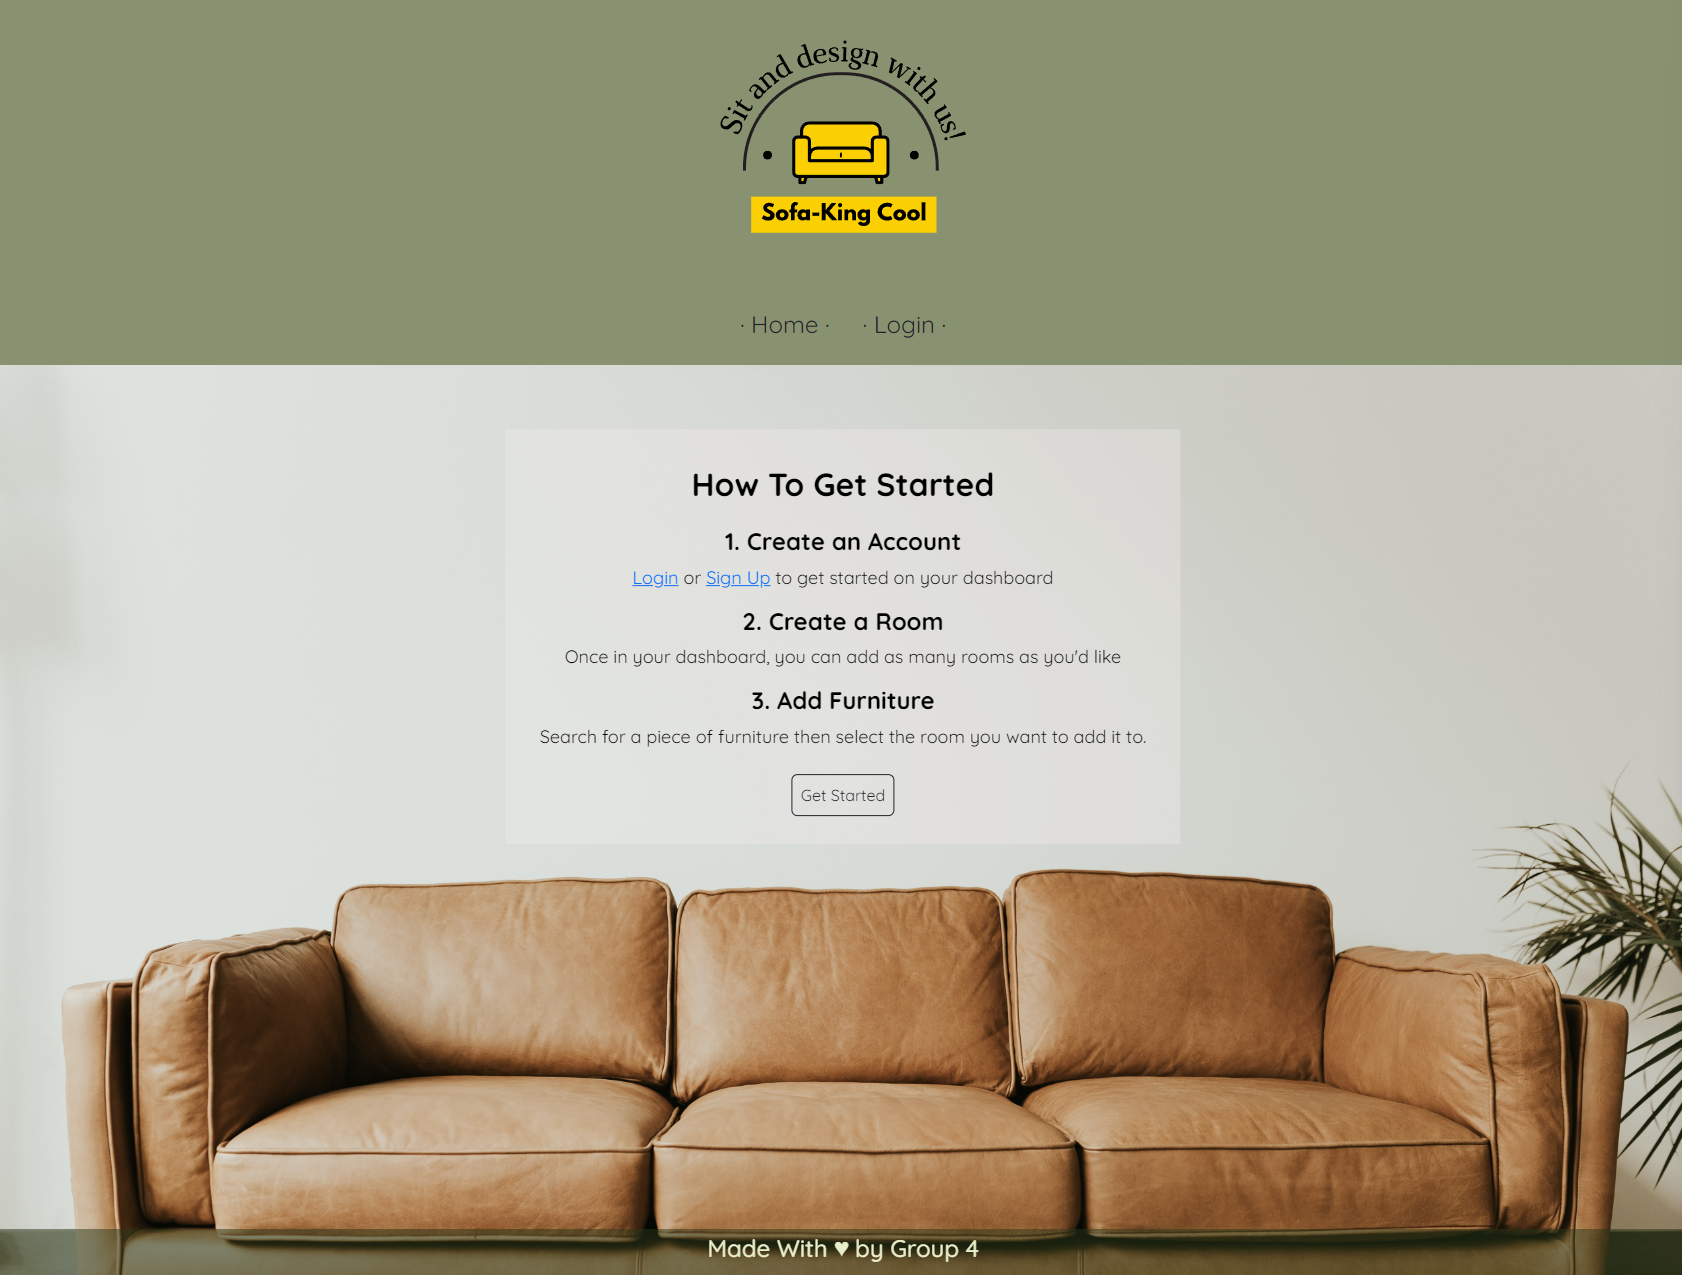 Sit and design with us!
Sofa-King Cool
· Home · · Login ·
How To Get Started
1. Create an Account
Login or Sign Up to get started on your dashboard
2. Create a Room
Once in your dashboard, you can add as many rooms as you'd like
3. Add Furniture
Search for a piece of furniture then select the room you want to add it to.
Get Started
Made With ♥ by Group 4